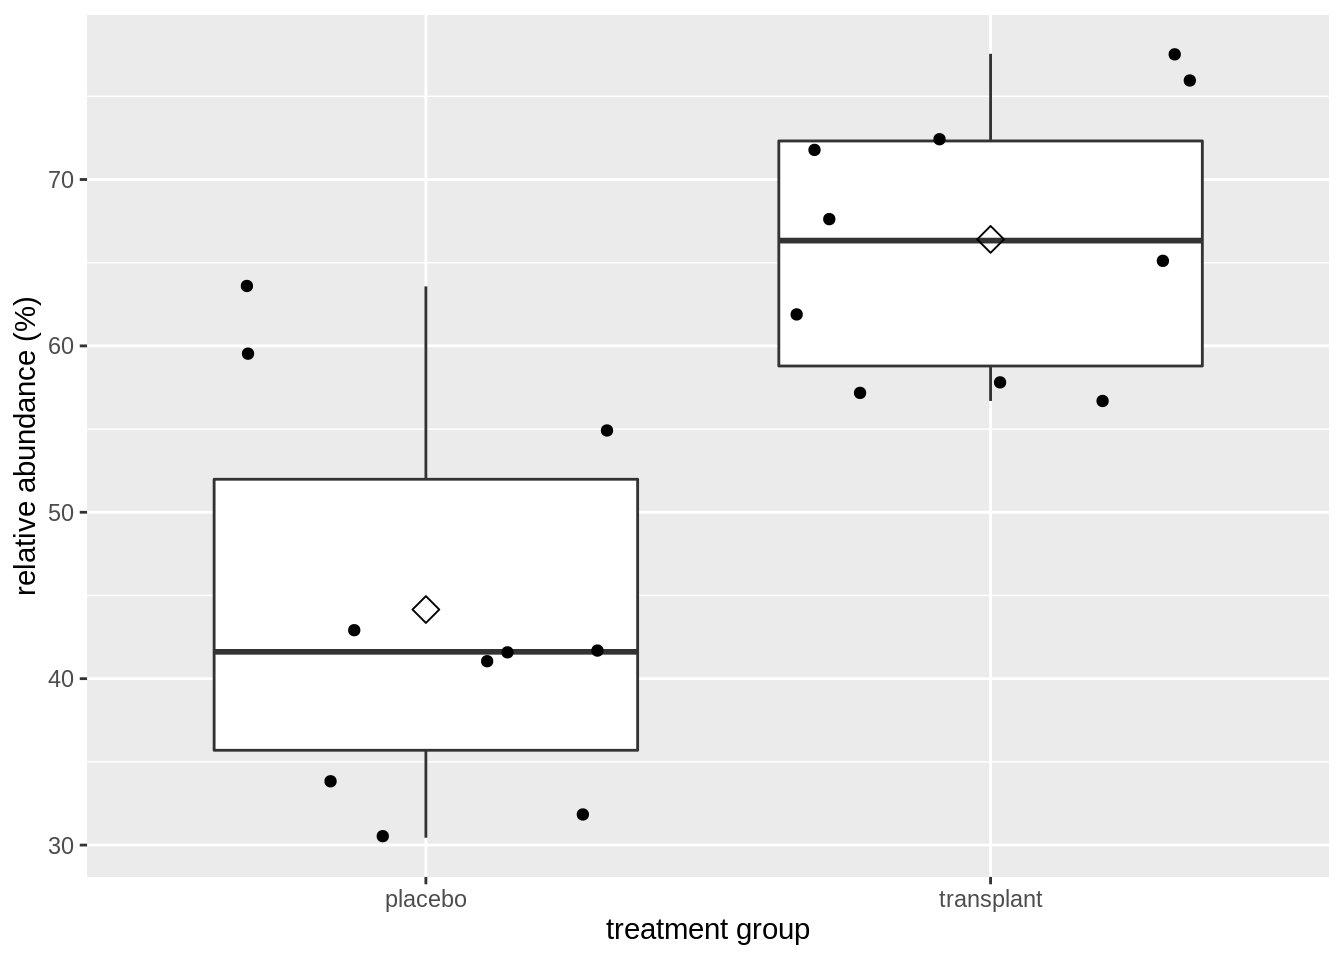 relative abundance (%)
70
60
50
40
30
placebo
transplant
treatment group